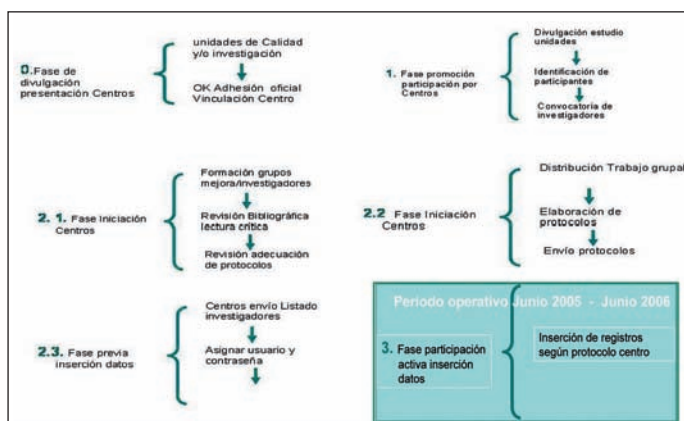 0.Fase de
divulgación
presentación Centros
unidades de Calidad
y/o investigación
OK Adhesión oficial
Vinculación Centro
1. Fase promoción
participación por
Centros
Divulgación estudio
unidades
Identificación de
participantes
Convocatoria de
investigadores
2. 1. Fase Iniciación
Centros
Formación grupos
mejora/investigadores
Revisión Bibliográfica
lectura crítica
Revisión adecuación
de protocolos
2.2 Fase Iniciación
Centros
Distribución Trabajo grupal
Elaboración de
protocolos
Envío protocolos
2.3. Fase previa
inserción datos
Centros envío Listado
investigadores
Asignar usuario y
contraseña
Periodo operativo Junio 2005 - Junio 2006
3. Fase participación
activa inserción
datos
Inserción de registros
según protocolo centro